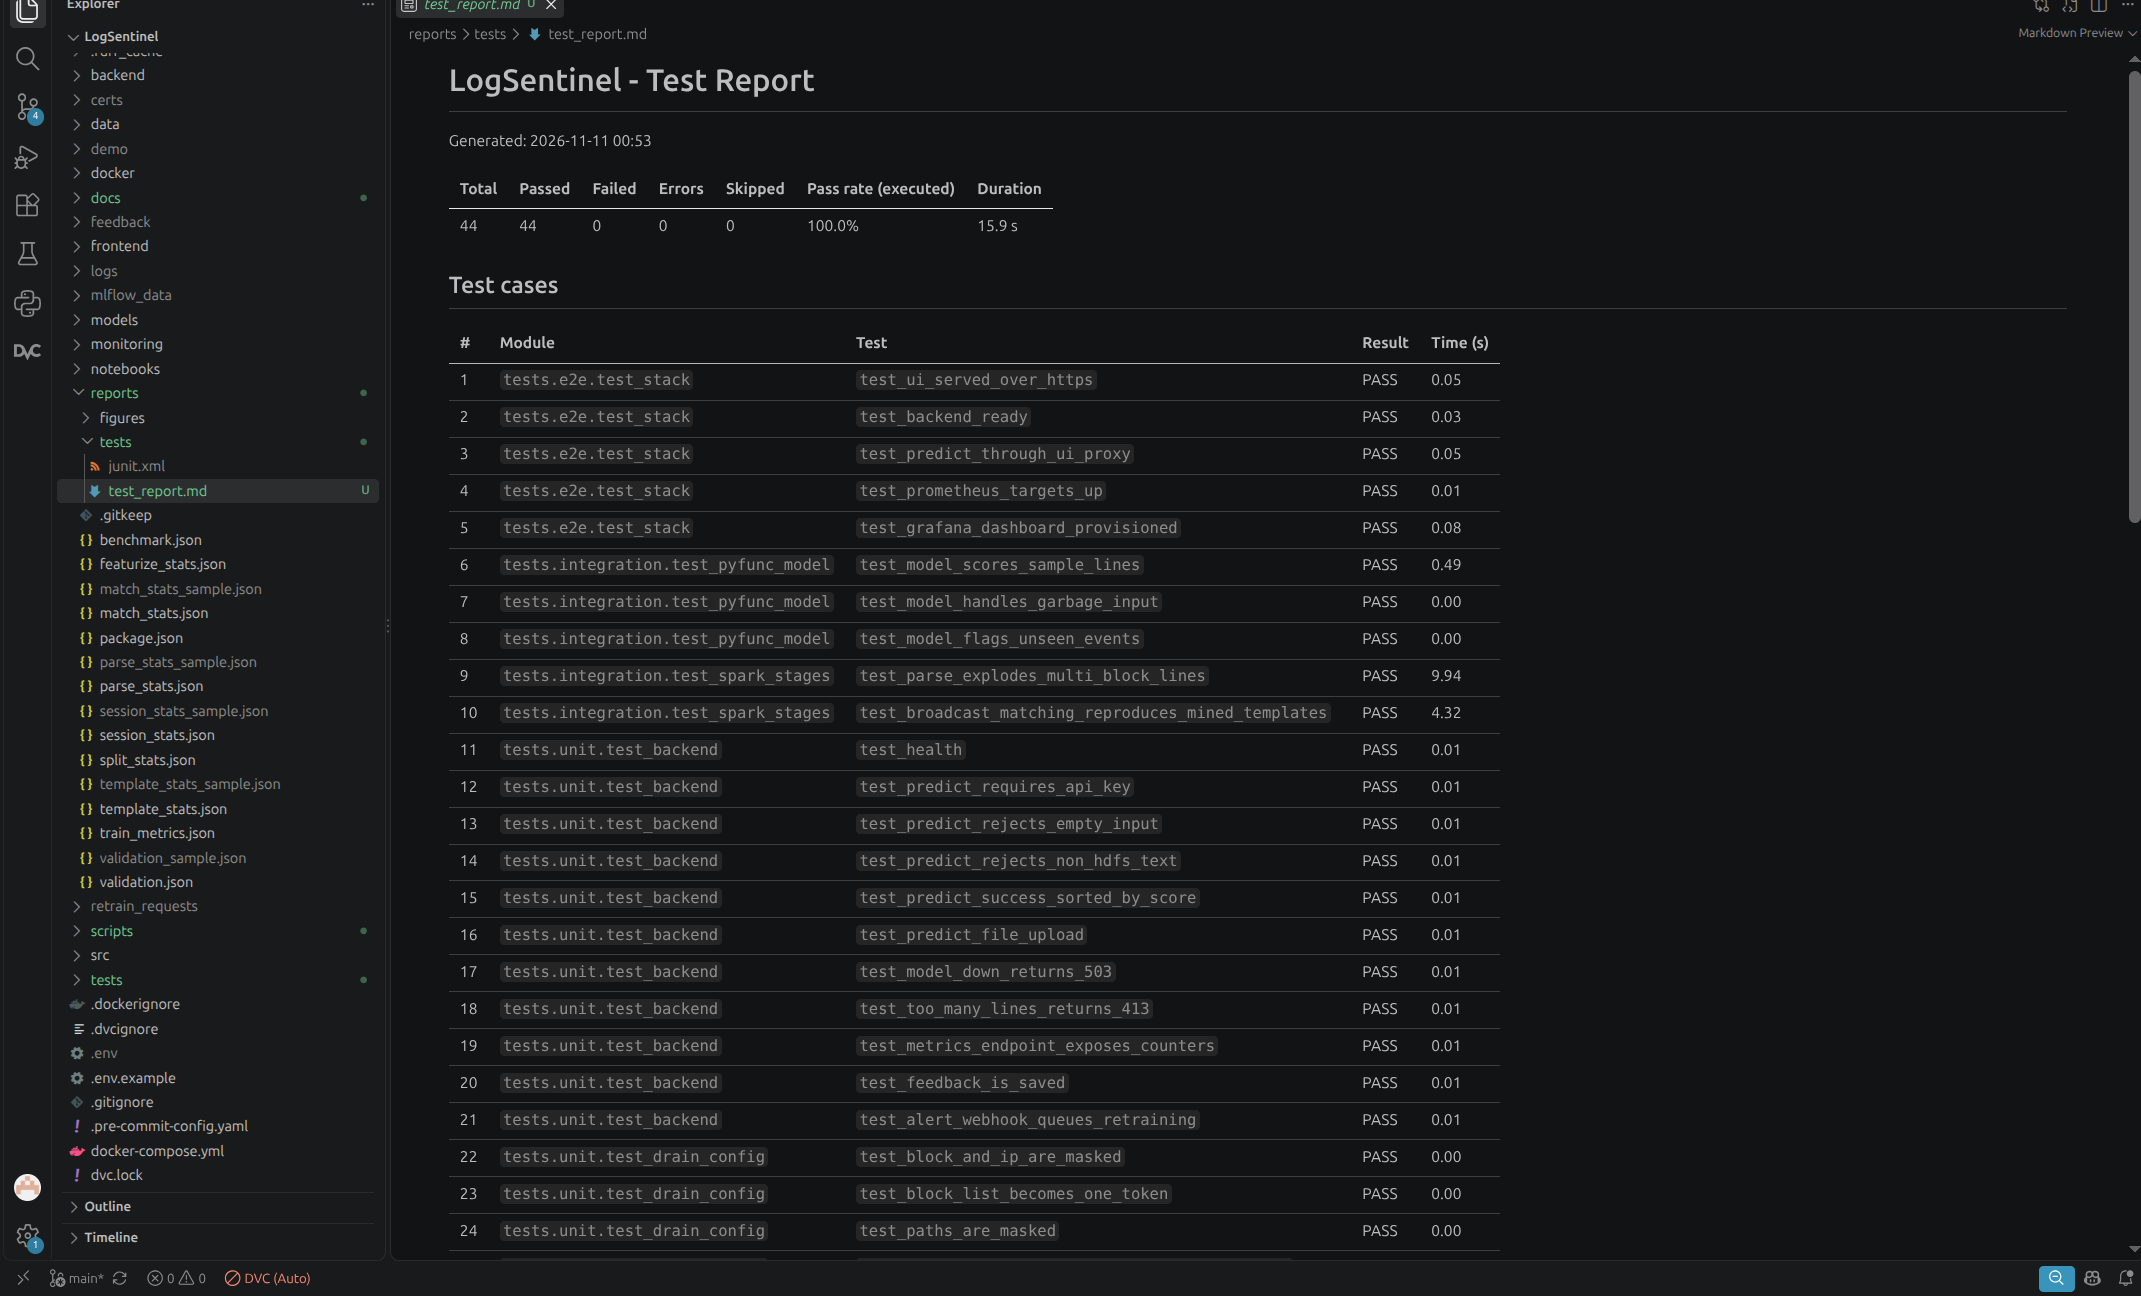 Explorer
LogSentinel
backend
certs
data
demo
docker
docs
feedback
frontend
logs
mlflow_data
models
monitoring
notebooks
reports
figures
tests
junit.xml
test_report.md U
.gitkeep
benchmark.json
featurize_stats.json
match_stats_sample.json
match_stats.json
package.json
parse_stats_sample.json
parse_stats.json
session_stats_sample.json
session_stats.json
split_stats.json
template_stats_sample.json
template_stats.json
train_metrics.json
validation_sample.json
validation.json
retrain_requests
scripts
src
tests
.dockerignore
.dvcignore
.env
.env.example
.gitignore
.pre-commit-config.yaml
docker-compose.yml
dvc.lock
Outline
Timeline
4
DVC
1
test_report.md U
reports > tests > test_report.md
Markdown Preview
LogSentinel - Test Report
Generated: 2026-11-11 00:53
Total Passed Failed Errors Skipped Pass rate (executed) Duration
44 44 0 0 0 100.0% 15.9 s
Test cases
# Module Test Result Time (s)
1 tests.e2e.test_stack test_ui_served_over_https PASS 0.05
2 tests.e2e.test_stack test_backend_ready PASS 0.03
3 tests.e2e.test_stack test_predict_through_ui_proxy PASS 0.05
4 tests.e2e.test_stack test_prometheus_targets_up PASS 0.01
5 tests.e2e.test_stack test_grafana_dashboard_provisioned PASS 0.08
6 tests.integration.test_pyfunc_model test_model_scores_sample_lines PASS 0.49
7 tests.integration.test_pyfunc_model test_model_handles_garbage_input PASS 0.00
8 tests.integration.test_pyfunc_model test_model_flags_unseen_events PASS 0.00
9 tests.integration.test_spark_stages test_parse_explodes_multi_block_lines PASS 9.94
10 tests.integration.test_spark_stages test_broadcast_matching_reproduces_mined_templates PASS 4.32
11 tests.unit.test_backend test_health PASS 0.01
12 tests.unit.test_backend test_predict_requires_api_key PASS 0.01
13 tests.unit.test_backend test_predict_rejects_empty_input PASS 0.01
14 tests.unit.test_backend test_predict_rejects_non_hdfs_text PASS 0.01
15 tests.unit.test_backend test_predict_success_sorted_by_score PASS 0.01
16 tests.unit.test_backend test_predict_file_upload PASS 0.01
17 tests.unit.test_backend test_model_down_returns_503 PASS 0.01
18 tests.unit.test_backend test_too_many_lines_returns_413 PASS 0.01
19 tests.unit.test_backend test_metrics_endpoint_exposes_counters PASS 0.01
20 tests.unit.test_backend test_feedback_is_saved PASS 0.01
21 tests.unit.test_backend test_alert_webhook_queues_retraining PASS 0.01
22 tests.unit.test_drain_config test_block_and_ip_are_masked PASS 0.00
23 tests.unit.test_drain_config test_block_list_becomes_one_token PASS 0.00
24 tests.unit.test_drain_config test_paths_are_masked PASS 0.00
main* 0 0 DVC (Auto)